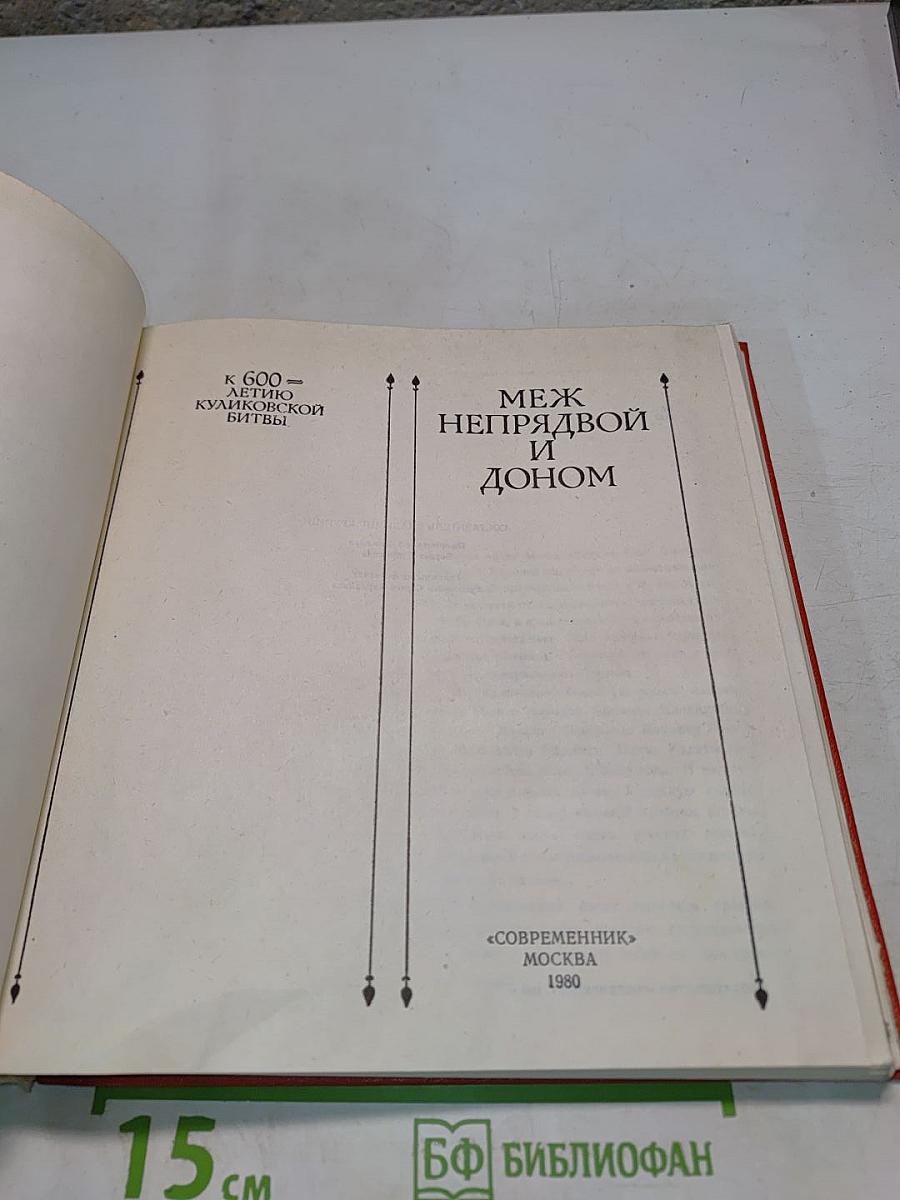 К 600=
ЛЕТИЮ
КУЛИКОВСКОЙ
БИТВЫ
МЕЖ
НЕПРЯДВОЙ
И
ДОНОМ
«СОВРЕМЕННИК»
МОСКВА
1980
15 см
БФ БИБЛИОФАН